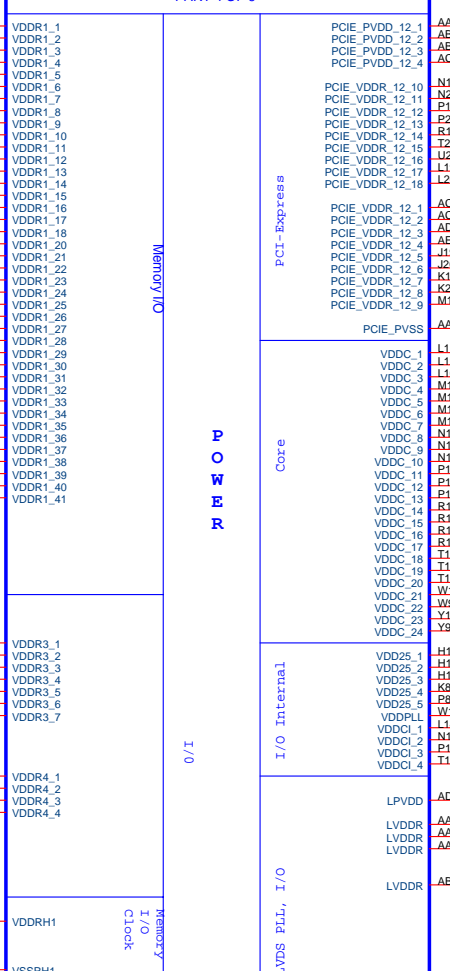 VDDR1_1
VDDR1_2
VDDR1_3
VDDR1_4
VDDR1_5
VDDR1_6
VDDR1_7
VDDR1_8
VDDR1_9
VDDR1_10
VDDR1_11
VDDR1_12
VDDR1_13
VDDR1_14
VDDR1_15
VDDR1_16
VDDR1_17
VDDR1_18
VDDR1_20
VDDR1_21
VDDR1_22
VDDR1_23
VDDR1_24
VDDR1_25
VDDR1_26
VDDR1_27
VDDR1_28
VDDR1_29
VDDR1_30
VDDR1_31
VDDR1_32
VDDR1_33
VDDR1_34
VDDR1_35
VDDR1_36
VDDR1_37
VDDR1_38
VDDR1_39
VDDR1_40
VDDR1_41
Memory I/O
VDDR3_1
VDDR3_2
VDDR3_3
VDDR3_4
VDDR3_5
VDDR3_6
VDDR3_7
I/O
VDDR4_1
VDDR4_2
VDDR4_3
VDDR4_4
VDDRH1
Memory
I/O
Clock
POWER
PCI-Express
PCIE_PVDD_12_1
PCIE_PVDD_12_2
PCIE_PVDD_12_3
PCIE_PVDD_12_4
PCIE_VDDR_12_10
PCIE_VDDR_12_11
PCIE_VDDR_12_12
PCIE_VDDR_12_13
PCIE_VDDR_12_14
PCIE_VDDR_12_15
PCIE_VDDR_12_16
PCIE_VDDR_12_17
PCIE_VDDR_12_18
PCIE_VDDR_12_1
PCIE_VDDR_12_2
PCIE_VDDR_12_3
PCIE_VDDR_12_4
PCIE_VDDR_12_5
PCIE_VDDR_12_6
PCIE_VDDR_12_7
PCIE_VDDR_12_8
PCIE_VDDR_12_9
PCIE_PVSS
Core
VDDC_1
VDDC_2
VDDC_3
VDDC_4
VDDC_5
VDDC_6
VDDC_7
VDDC_8
VDDC_9
VDDC_10
VDDC_11
VDDC_12
VDDC_13
VDDC_14
VDDC_15
VDDC_16
VDDC_17
VDDC_18
VDDC_19
VDDC_20
VDDC_21
VDDC_22
VDDC_23
VDDC_24
I/O Internal
VDD25_1
VDD25_2
VDD25_3
VDD25_4
VDD25_5
VDDPLL
VDDCI_1
VDDCI_2
VDDCI_3
VDDCI_4
PLL, I/O
LPVDD
LVDDR
LVDDR
LVDDR
LVDDR